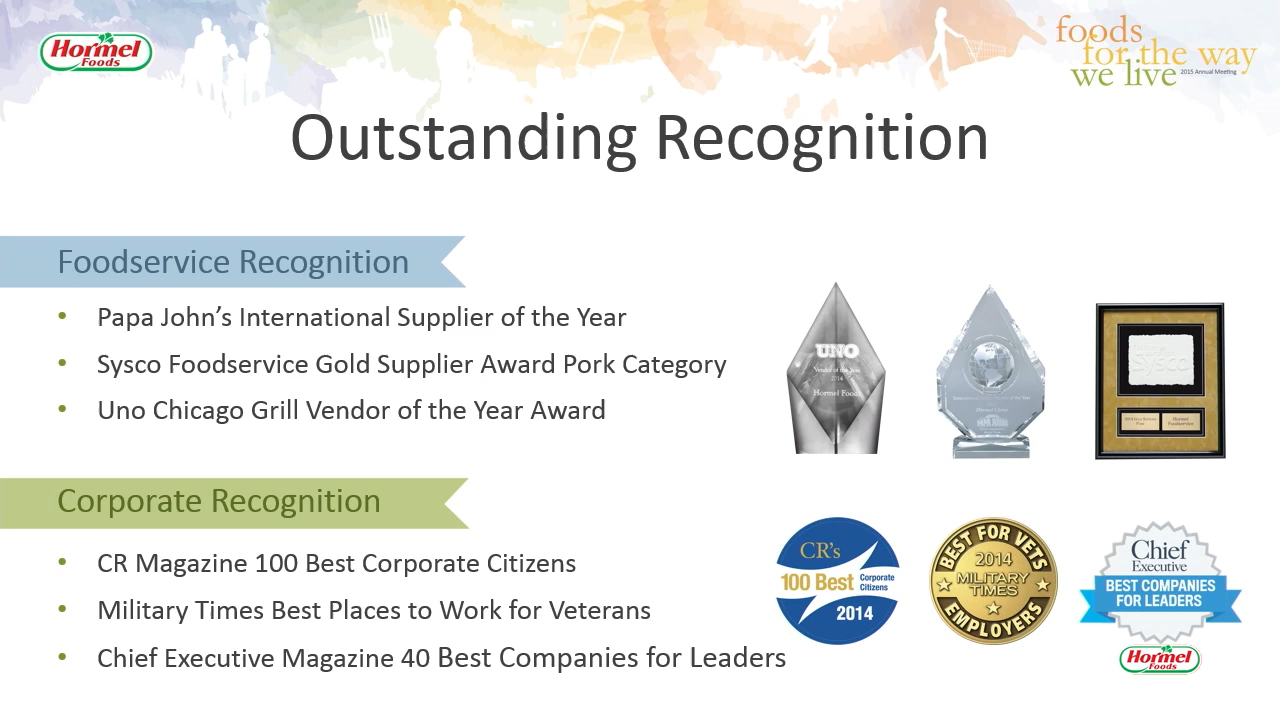 Hormel
Foods
foods
for the way
we live 2015 Annual Meeting
Outstanding Recognition
Foodservice Recognition
• Papa John’s International Supplier of the Year
• Sysco Foodservice Gold Supplier Award Pork Category
• Uno Chicago Grill Vendor of the Year Award
UNO
Vendor of the Year
2014
Hormel Foods
Sysco
Hormel
Foodservice
Corporate Recognition
• CR Magazine 100 Best Corporate Citizens
• Military Times Best Places to Work for Veterans
• Chief Executive Magazine 40 Best Companies for Leaders
CR's
100 Best Corporate
Citizens
2014
BEST FOR VETS
2014
MILITARY
TIMES
EMPLOYERS
Chief
Executive
BEST COMPANIES
FOR LEADERS
Hormel
Foods